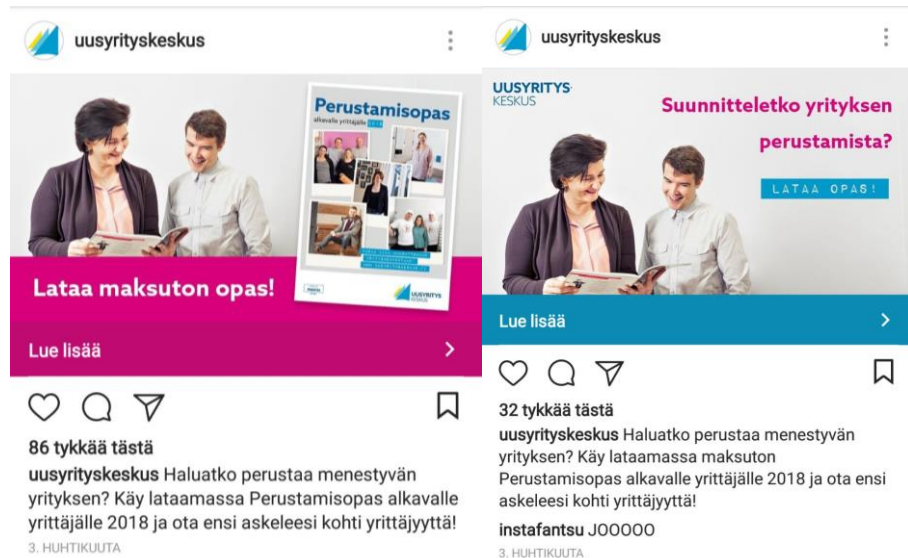 uusyrityskeskus
Perustamisopas
alkavalle yrittäjälle 2018
UUSYRITYS
KESKUS
Lataa maksuton opas!
Lue lisää
86 tykkää tästä
uusyrityskeskus Haluatko perustaa menestyvän
yrityksen? Käy lataamassa Perustamisopas alkavalle
yrittäjälle 2018 ja ota ensi askeleesi kohti yrittäjyyttä!
3. HUHTIKUUTA
uusyrityskeskus
UUSYRITYS
KESKUS
Suunnitteletko yrityksen
perustamista?
LATAA OPAS!
Lue lisää
32 tykkää tästä
uusyrityskeskus Haluatko perustaa menestyvän
yrityksen? Käy lataamassa maksuton
Perustamisopas alkavalle yrittäjälle 2018 ja ota ensi
askeleesi kohti yrittäjyyttä!
instafantsu JOOOOO
3. HUHTIKUUTA